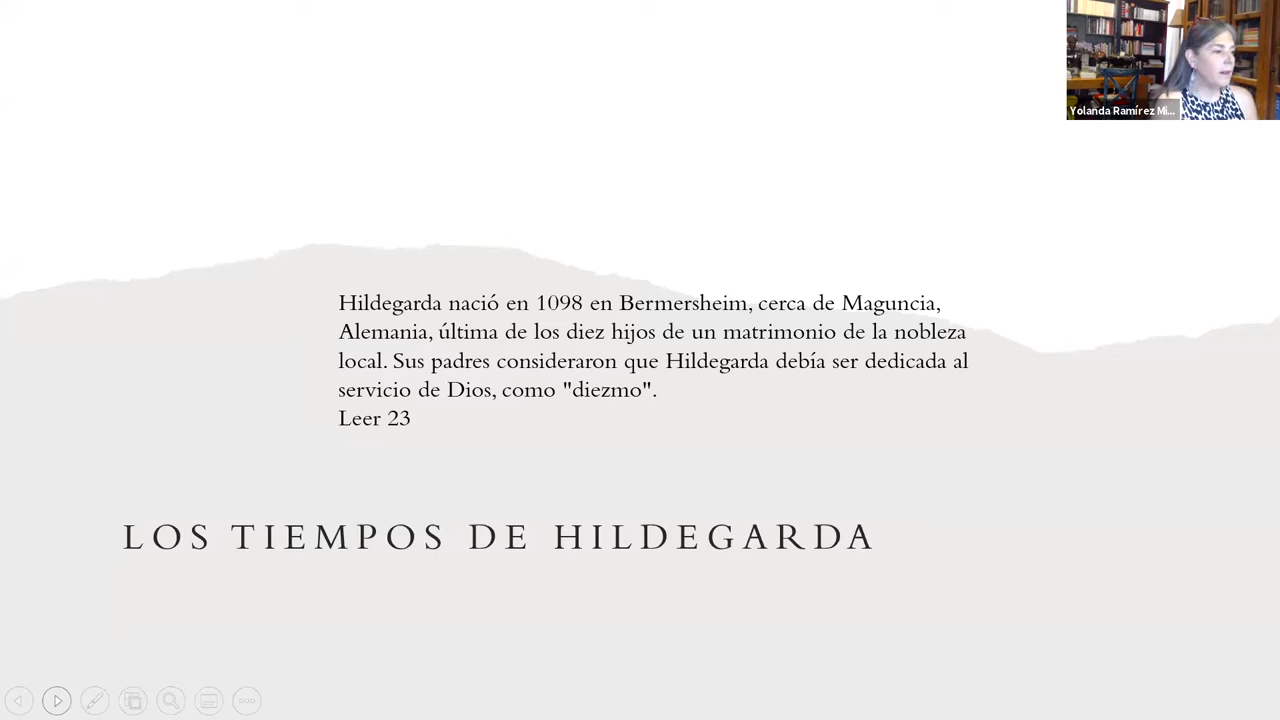 Yolanda Ramírez Mi...
Hildegarda nació en 1098 en Bermersheim, cerca de Maguncia,
Alemania, última de los diez hijos de un matrimonio de la nobleza
local. Sus padres consideraron que Hildegarda debía ser dedicada al
servicio de Dios, como "diezmo".
Leer 23
LOS TIEMPOS DE HILDEGARDA